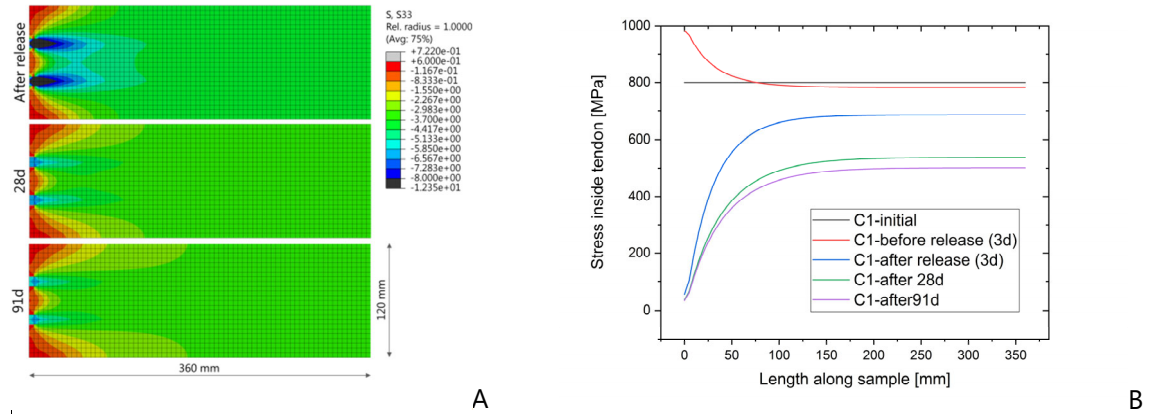 After release
28d
91d
S, S33
Rel. radius = 1.0000
(Avg: 75%)
+7.220e-01
+6.000e-01
-1.167e-01
-8.333e-01
-1.550e+00
-2.267e+00
-2.983e+00
-3.700e+00
-4.417e+00
-5.133e+00
-5.850e+00
-6.567e+00
-7.283e+00
-8.000e+00
-1.235e+01
120 mm
360 mm
A
1000
800
600
400
200
0
Stress inside tendon [MPa]
C1-initial
C1-before release (3d)
C1-after release (3d)
C1-after 28d
C1-after91d
0 50 100 150 200 250 300 350
Length along sample [mm]
B